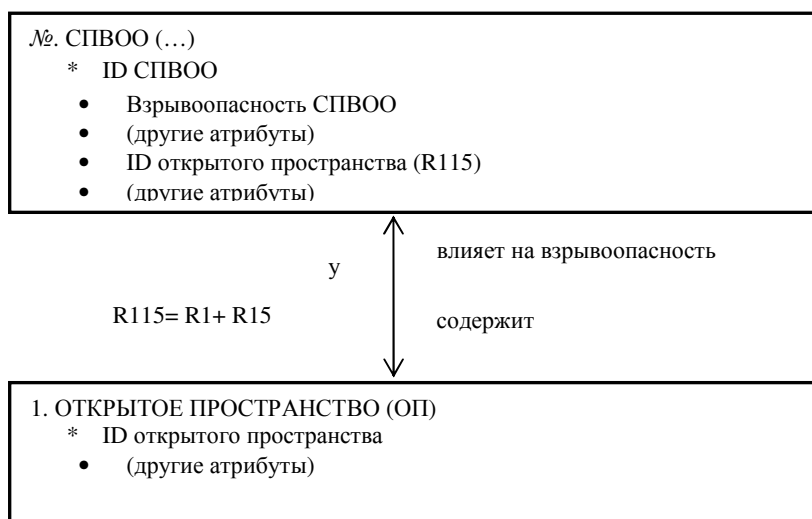 №. СПВОО (…)
* ID СПВОО
• Взрывоопасность СПВОО
• (другие атрибуты)
• ID открытого пространства (R115)
• (другие атрибуты)
влияет на взрывоопасность
у
R115= R1+ R15
содержит
1. ОТКРЫТОЕ ПРОСТРАНСТВО (ОП)
* ID открытого пространства
• (другие атрибуты)